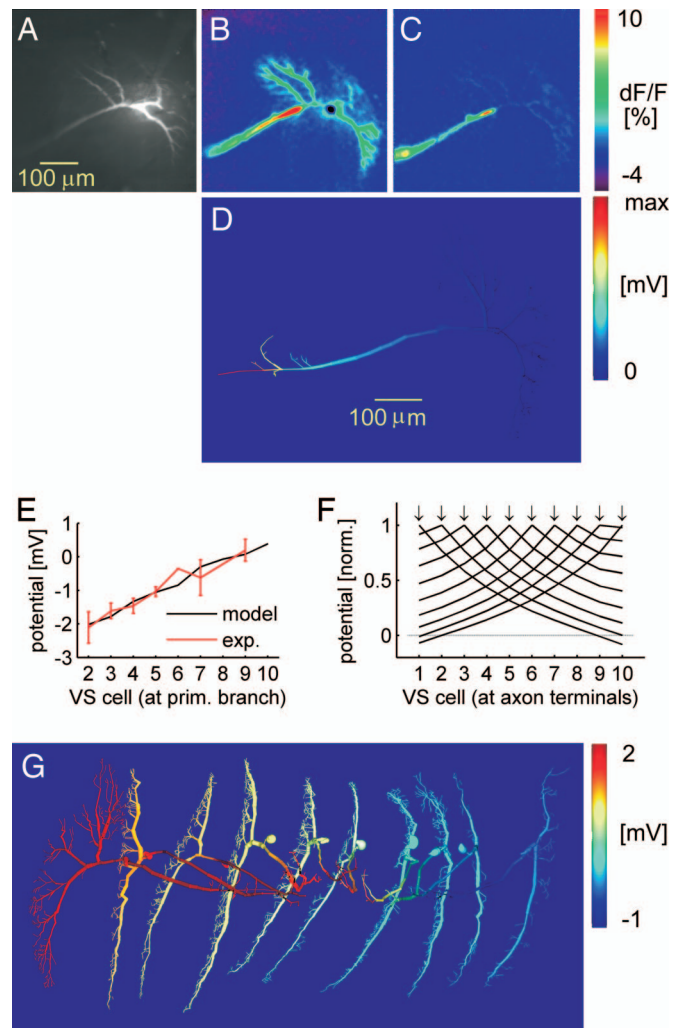 A
100 μm
B
C
10
dF/F
[%]
-4
D
100 μm
max
[mV]
0
E
potential [mV]
1
0
-1
-2
-3
model
exp.
2 3 4 5 6 7 8 9 10
VS cell (at prim. branch)
F
potential [norm.]
1
0.5
0
1 2 3 4 5 6 7 8 9 10
VS cell (at axon terminals)
G
2
[mV]
-1